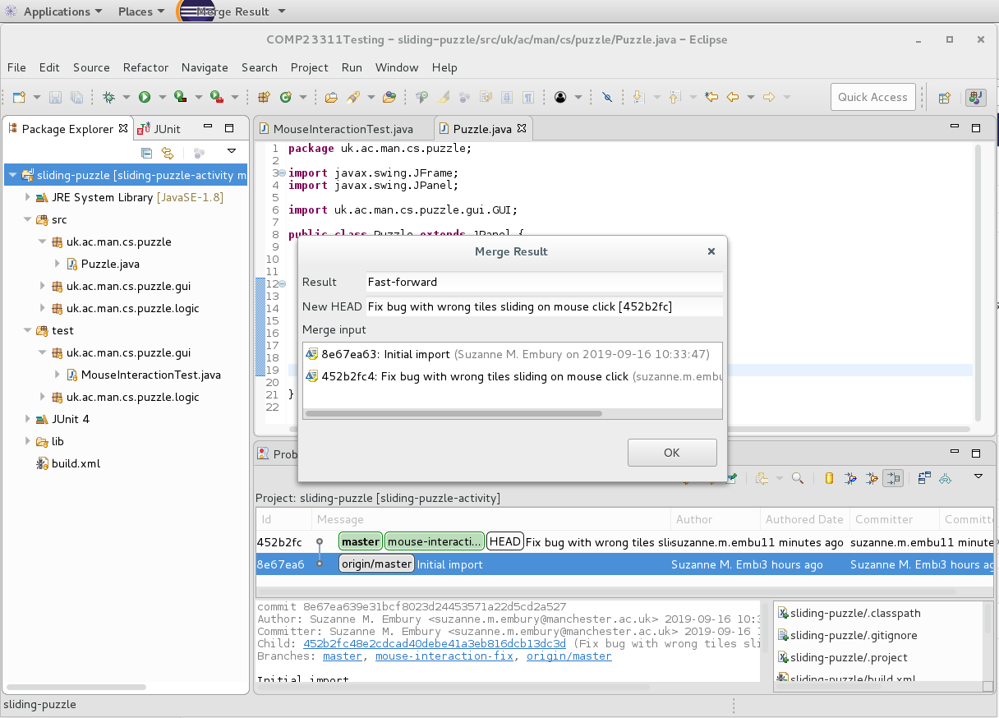 Applications Places Merge Result
COMP23311Testing – sliding-puzzle/src/uk/ac/man/cs/puzzle/Puzzle.java – Eclipse
File Edit Source Refactor Navigate Search Project Run Window Help
Quick Access
Package Explorer JUnit
sliding-puzzle [sliding-puzzle-activity m
JRE System Library [JavaSE-1.8]
src
uk.ac.man.cs.puzzle
Puzzle.java
uk.ac.man.cs.puzzle.gui
uk.ac.man.cs.puzzle.logic
test
uk.ac.man.cs.puzzle.gui
MouseInteractionTest.java
uk.ac.man.cs.puzzle.logic
JUnit 4
lib
build.xml
MouseInteractionTest.java Puzzle.java
1 package uk.ac.man.cs.puzzle;
2
3 import javax.swing.JFrame;
4 import javax.swing.JPanel;
5
6 import uk.ac.man.cs.puzzle.gui.GUI;
7
8 public class Puzzle extends JPanel {
9
10
11
12
13
14
15
16
17
18
19
20
21 }
22
Merge Result
Result Fast-forward
New HEAD Fix bug with wrong tiles sliding on mouse click [452b2fc]
Merge input
8e67ea63: Initial import (Suzanne M. Embury on 2019-09-16 10:33:47)
452b2fc4: Fix bug with wrong tiles sliding on mouse click (suzanne.m.embu
OK
Prob
Project: sliding-puzzle [sliding-puzzle-activity]
Id Message Author Authored Date Committer Committe
452b2fc master mouse-interacti... HEAD Fix bug with wrong tiles sli suzanne.m.embu 11 minutes ago suzanne.m.embu 11 minute
8e67ea6 origin/master Initial import Suzanne M. Emb 3 hours ago Suzanne M. Emb 3 hours ag
commit 8e67ea639e31bcf8023d24453571a22d5cd2a527
Author: Suzanne M. Embury <suzanne.m.embury@manchester.ac.uk> 2019-09-16 10:3
Committer: Suzanne M. Embury <suzanne.m.embury@manchester.ac.uk> 2019-09-16 1
Child: 452b2fc48e2cdcad40debe41a3eb816dcb13dc3d (Fix bug with wrong tiles sli
Branches: master, mouse-interaction-fix, origin/master
Initial import
sliding-puzzle/.classpath
sliding-puzzle/.gitignore
sliding-puzzle/.project
sliding-puzzle/build.xml
sliding-puzzle